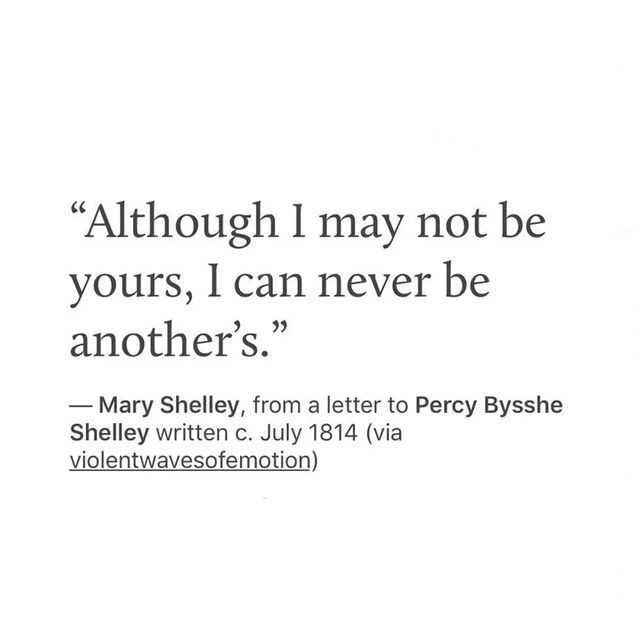 “Although I may not be
yours, I can never be
another’s.”
— Mary Shelley, from a letter to Percy Bysshe
Shelley written c. July 1814 (via
violentwavesofemotion)